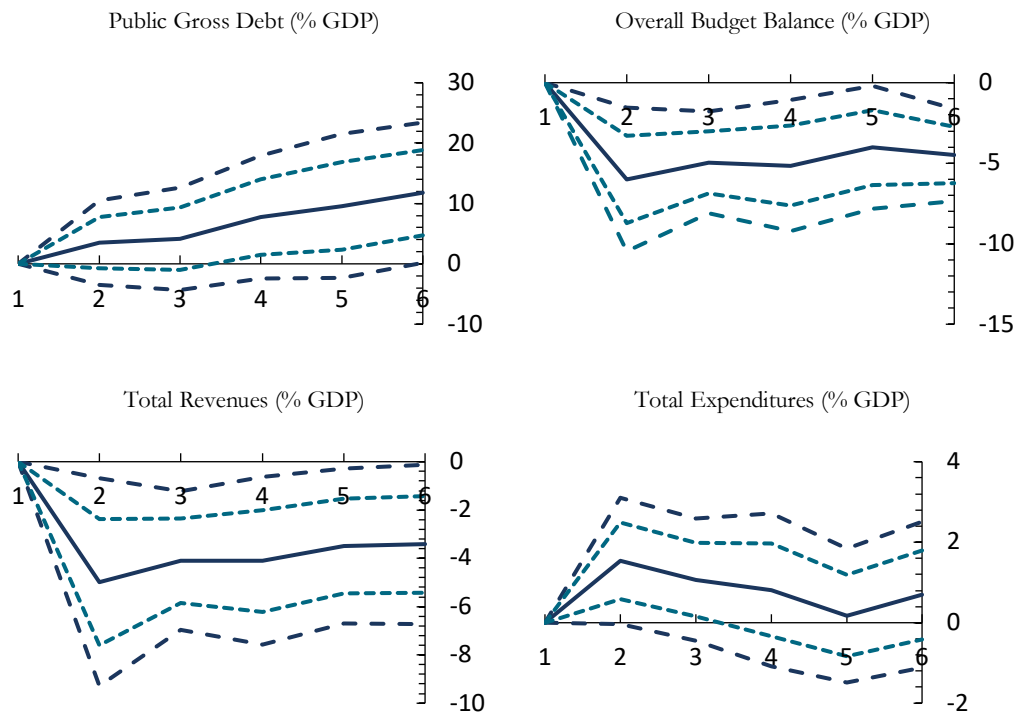 Public Gross Debt (% GDP)
30
20
10
0
-10
1 2 3 4 5 6
Overall Budget Balance (% GDP)
0
-5
-10
-15
1 2 3 4 5 6
Total Revenues (% GDP)
0
-2
-4
-6
-8
-10
1 2 3 4 5 6
Total Expenditures (% GDP)
4
2
0
-2
1 2 3 4 5 6